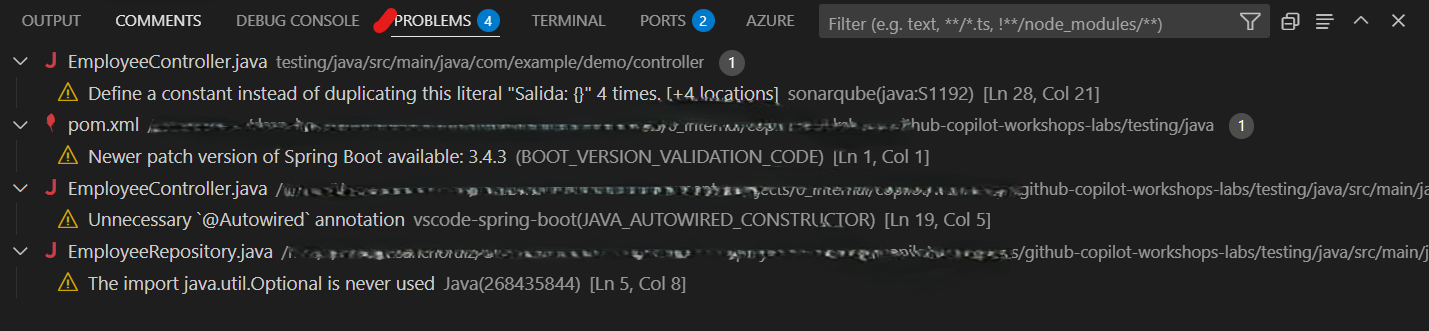 OUTPUT COMMENTS DEBUG CONSOLE PROBLEMS 4 TERMINAL PORTS 2 AZURE Filter (e.g. text, **/*.ts, !**/node_modules/**)
EmployeeController.java testing/java/src/main/java/com/example/demo/controller 1
Define a constant instead of duplicating this literal "Salida: {}" 4 times. [+4 locations] sonarqube(java:S1192) [Ln 28, Col 21]
pom.xml hub-copilot-workshops-labs/testing/java 1
Newer patch version of Spring Boot available: 3.4.3 (BOOT_VERSION_VALIDATION_CODE) [Ln 1, Col 1]
EmployeeController.java github-copilot-workshops-labs/testing/java/src/main/ja
Unnecessary `@Autowired` annotation vscode-spring-boot(JAVA_AUTOWIRED_CONSTRUCTOR) [Ln 19, Col 5]
EmployeeRepository.java s/github-copilot-workshops-labs/testing/java/src/main/j
The import java.util.Optional is never used Java(268435844) [Ln 5, Col 8]